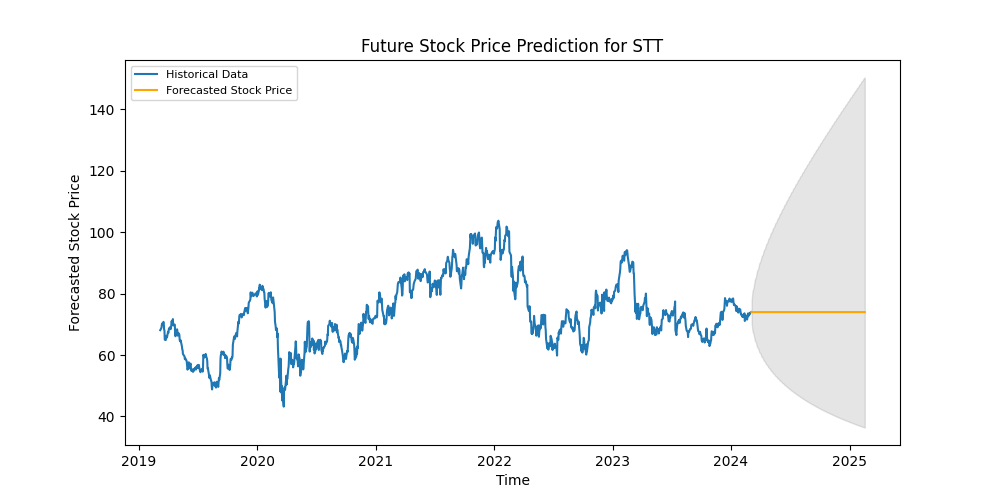 Future Stock Price Prediction for STT
Historical Data
Forecasted Stock Price
140
120
100
80
60
40
Forecasted Stock Price
2019 2020 2021 2022 2023 2024 2025
Time